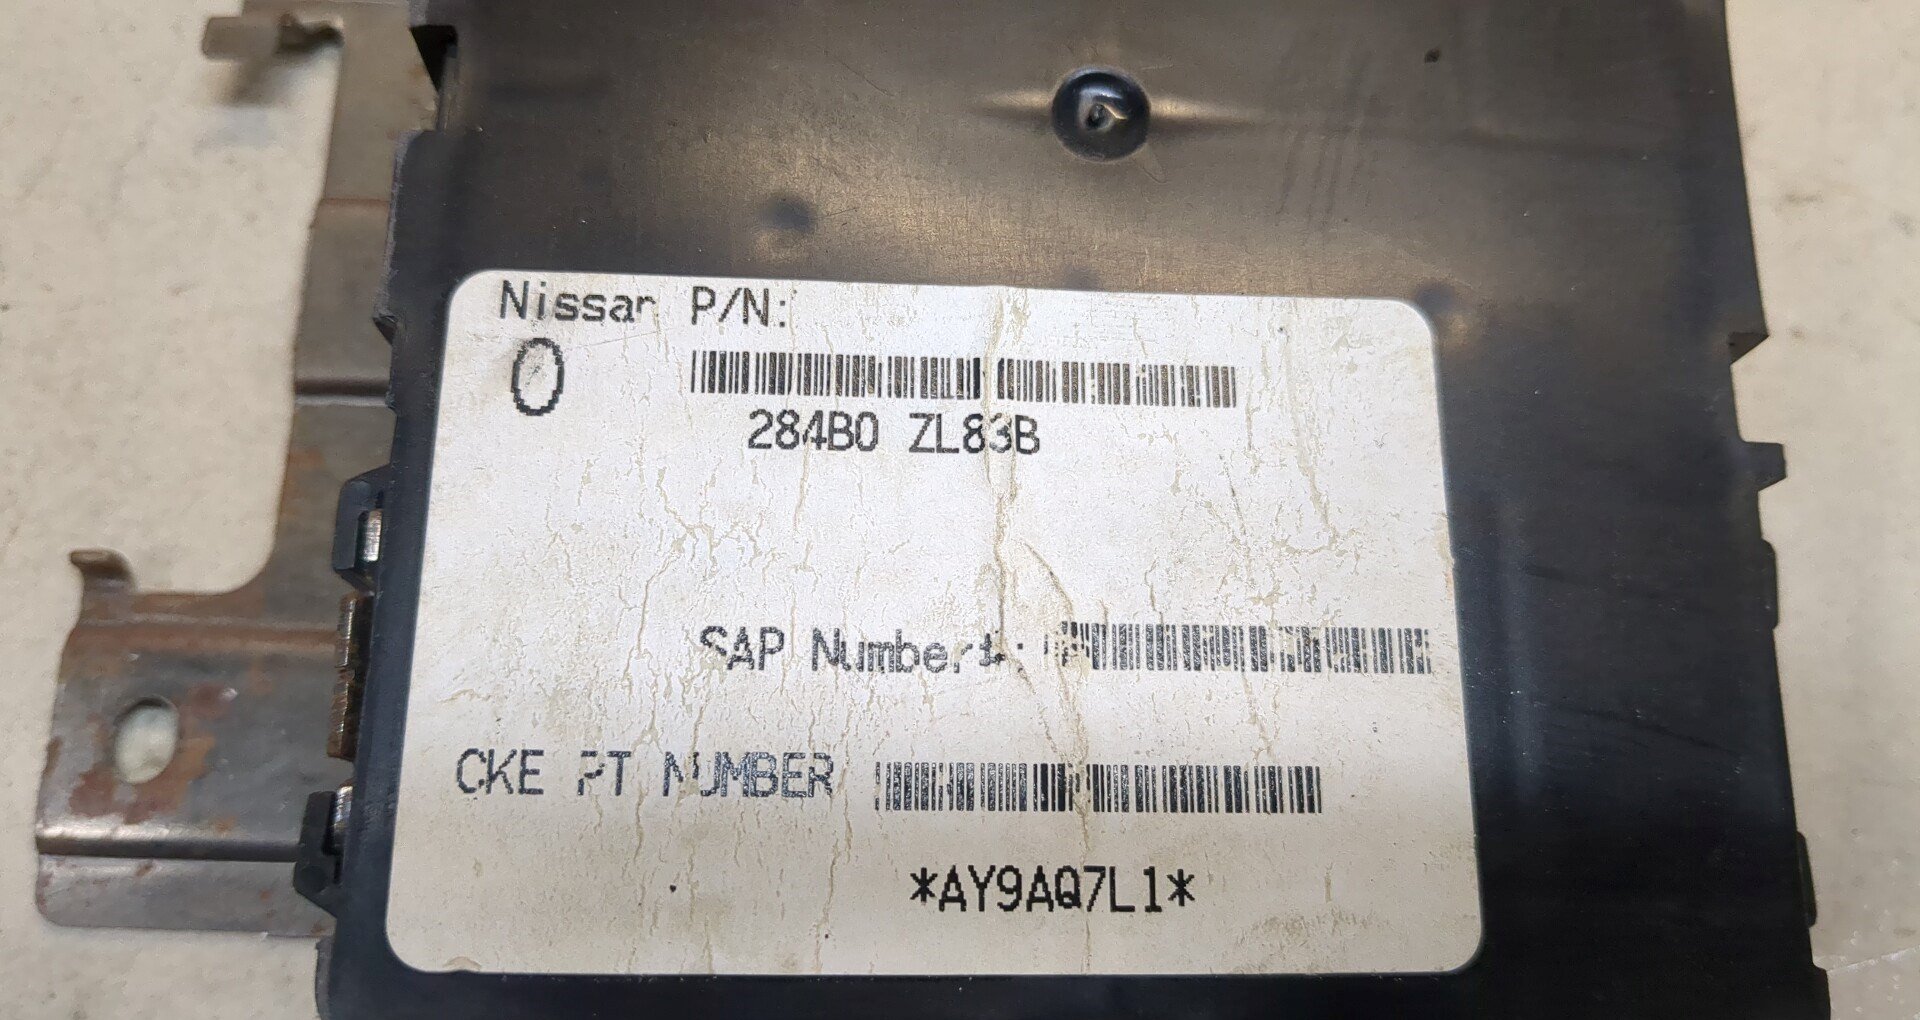 Nissan P/N:
0
284B0 ZL83B
SAP Number#:
CKE PT NUMBER
*AY9AQ7L1*